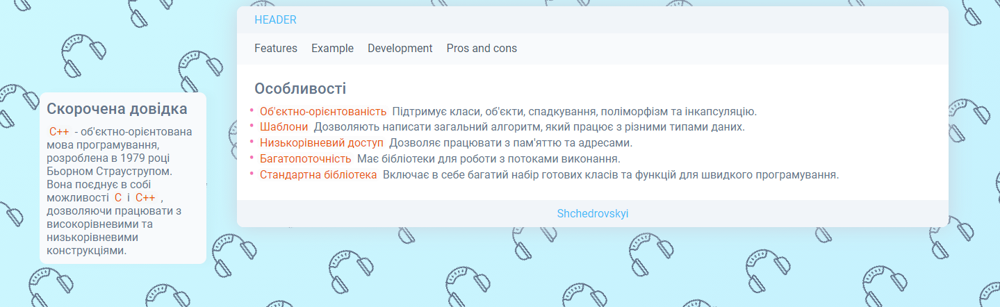 HEADER
Features Example Development Pros and cons
Особливості
Об'єктно-орієнтованість Підтримує класи, об'єкти, спадкування, поліморфізм та інкапсуляцію.
Шаблони Дозволяють написати загальний алгоритм, який працює з різними типами даних.
Низькорівневий доступ Дозволяє працювати з пам'яттю та адресами.
Багатопоточність Має бібліотеки для роботи з потоками виконання.
Стандартна бібліотека Включає в себе багатий набір готових класів та функцій для швидкого програмування.
Shchedrovskyi
Скорочена довідка
C++ - об'єктно-орієнтована
мова програмування,
розроблена в 1979 році
Бьорном Страуструпом.
Вона поєднує в собі
можливості C і C++ ,
дозволяючи працювати з
високорівневими та
низькорівневими
конструкціями.